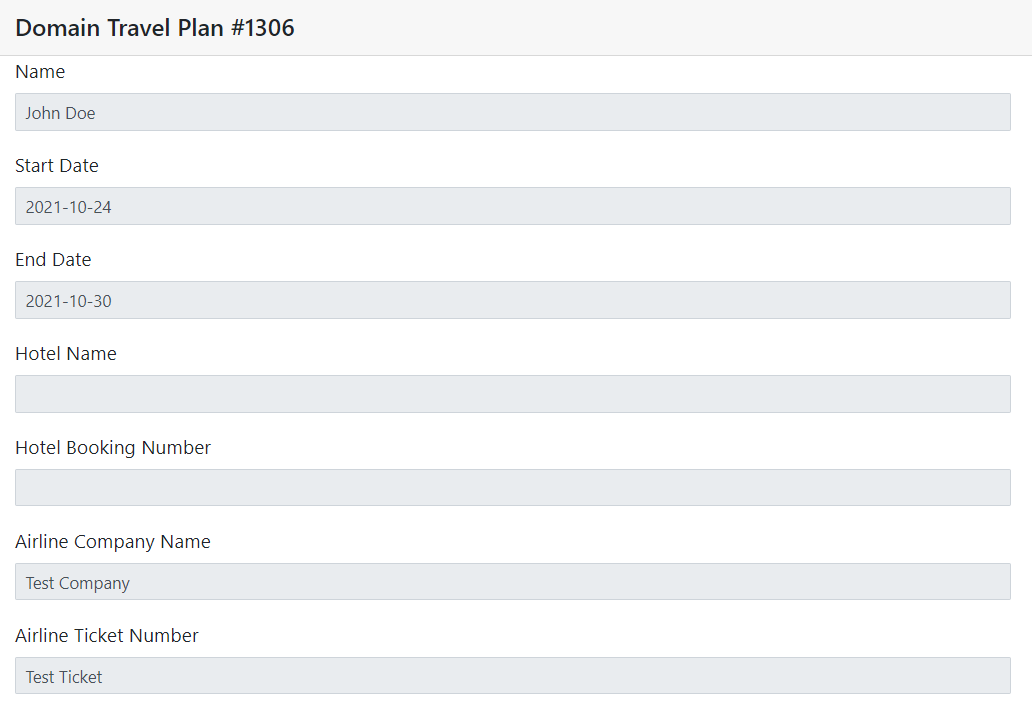 Domain Travel Plan #1306
Name
John Doe
Start Date
2021-10-24
End Date
2021-10-30
Hotel Name
Hotel Booking Number
Airline Company Name
Test Company
Airline Ticket Number
Test Ticket